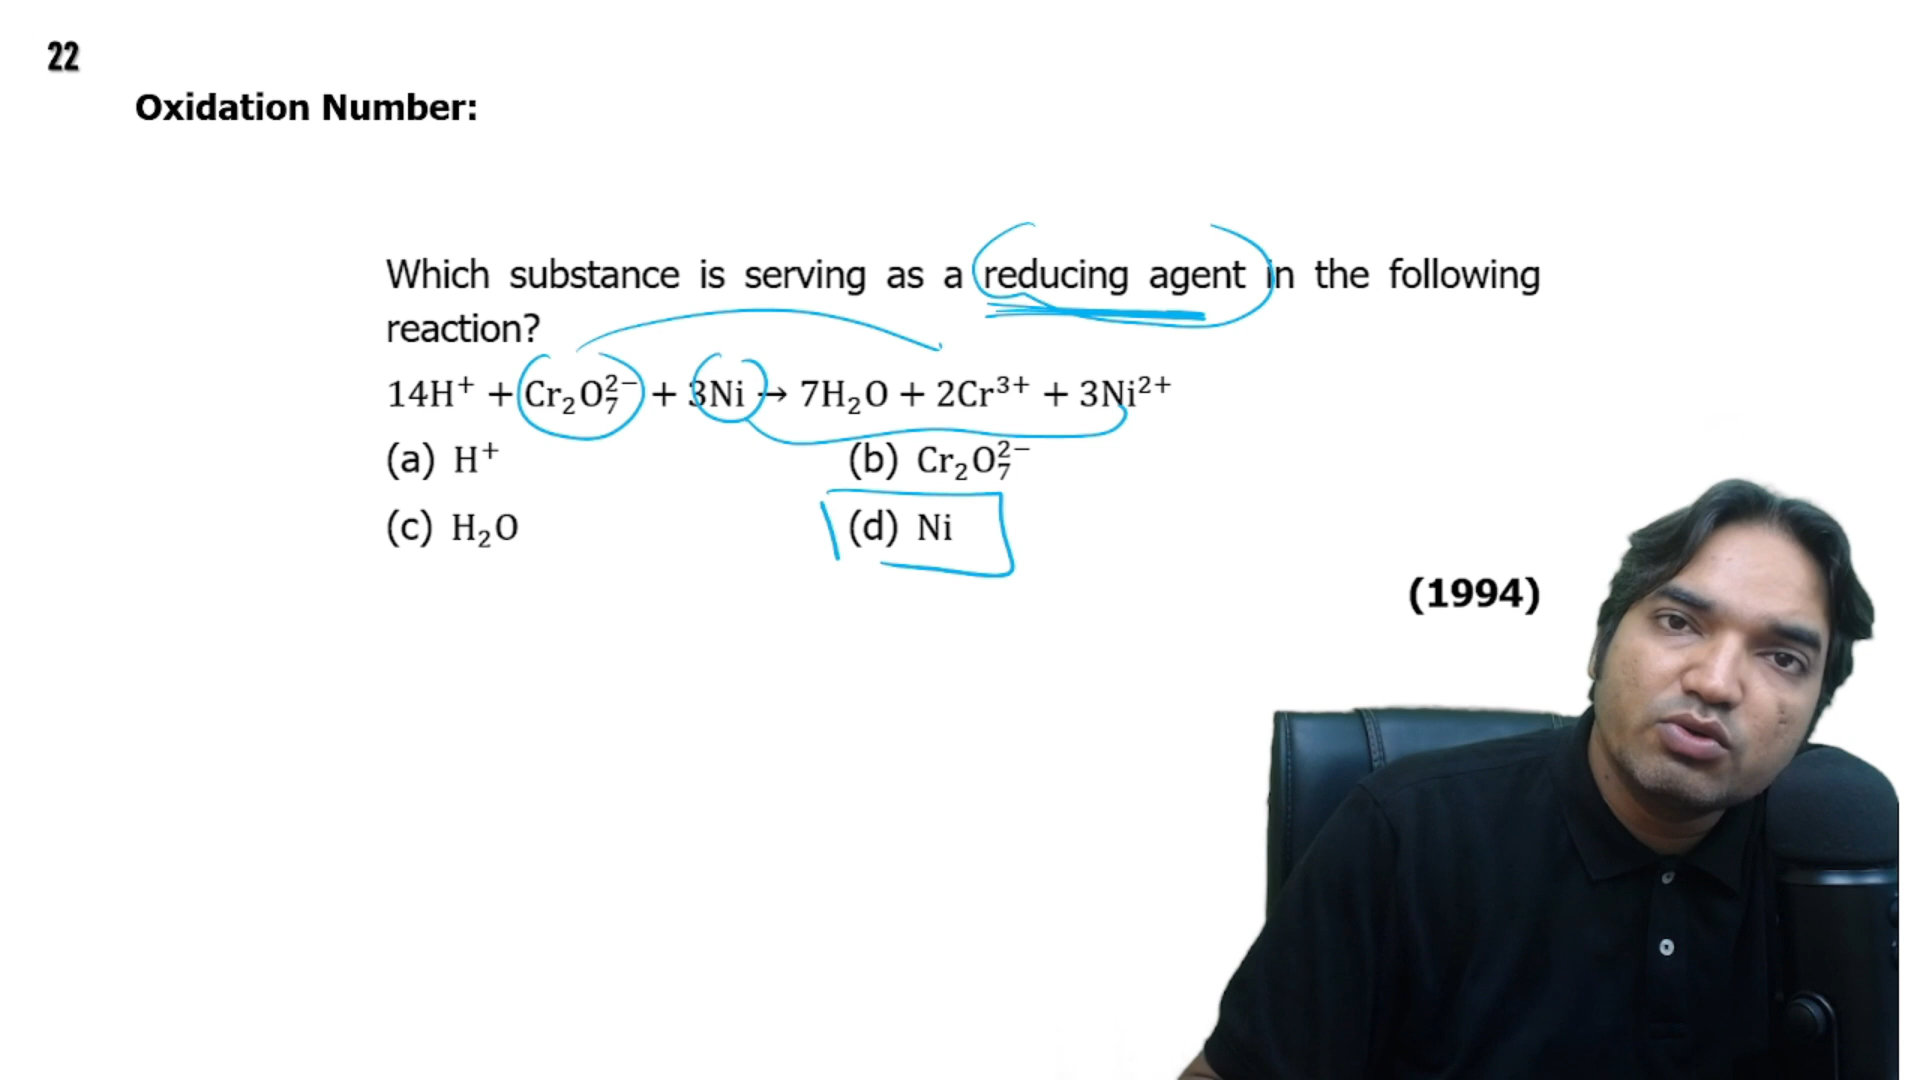 22
Oxidation Number:
Which substance is serving as a reducing agent in the following
reaction?
14H⁺ + Cr₂O₇²⁻ + 3Ni → 7H₂O + 2Cr³⁺ + 3Ni²⁺
(a) H⁺ (b) Cr₂O₇²⁻
(c) H₂O (d) Ni
(1994)